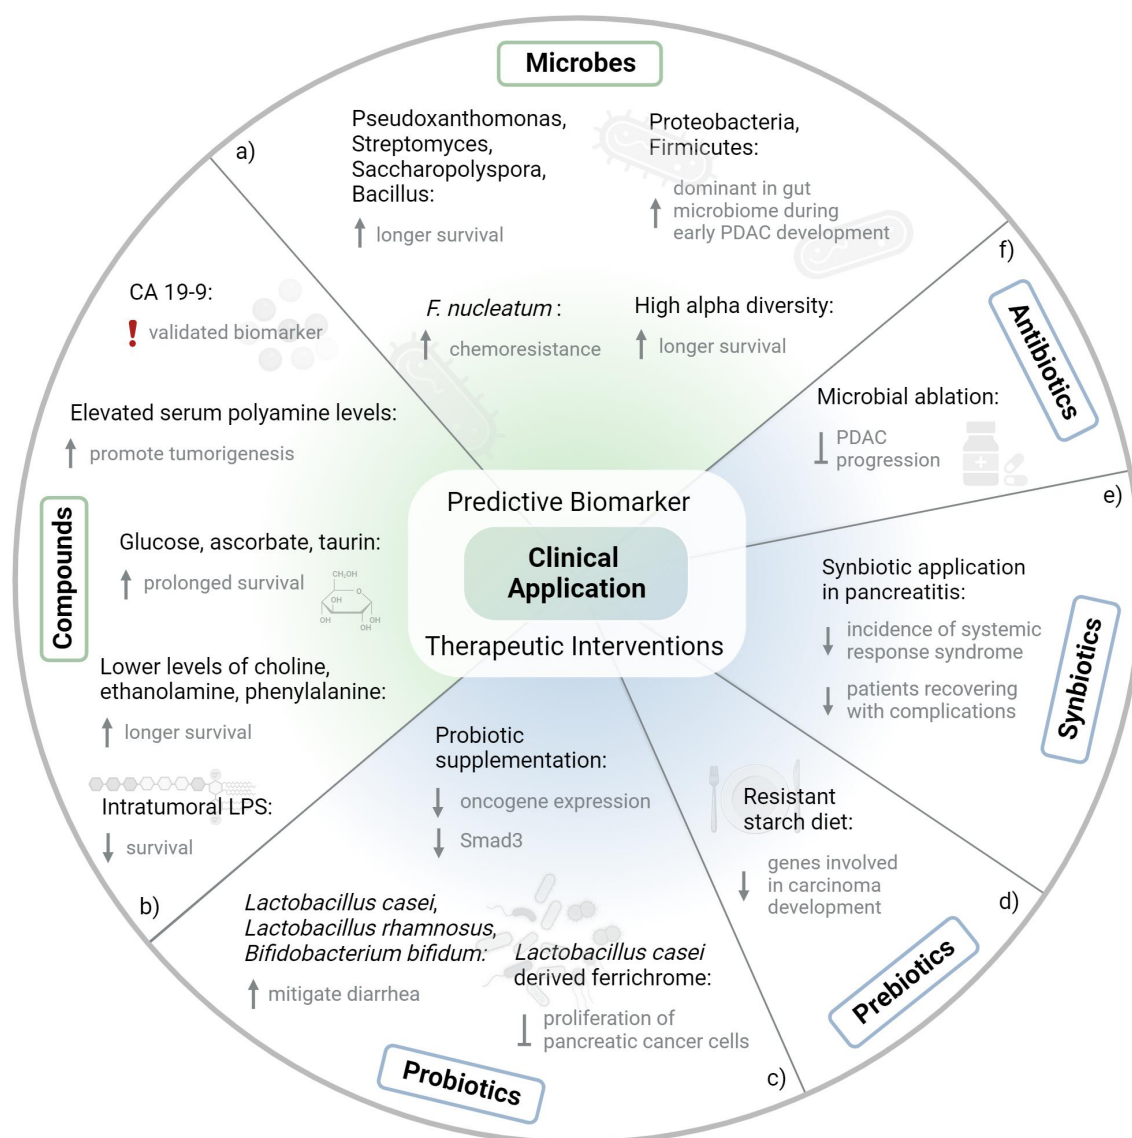 Microbes
a)
Pseudoxanthomonas,
Streptomyces,
Saccharopolyspora,
Bacillus:
longer survival
Proteobacteria,
Firmicutes:
dominant in gut
microbiome during
early PDAC development
F. nucleatum :
chemoresistance
High alpha diversity:
longer survival
Compounds
b)
CA 19-9:
validated biomarker
Elevated serum polyamine levels:
promote tumorigenesis
Glucose, ascorbate, taurin:
prolonged survival
CH₂OH
O
OH
OH
OH
OH
Lower levels of choline,
ethanolamine, phenylalanine:
longer survival
Intratumoral LPS:
survival
Predictive Biomarker
Clinical
Application
Therapeutic Interventions
Probiotics
c)
Probiotic
supplementation:
oncogene expression
Smad3
Lactobacillus casei,
Lactobacillus rhamnosus,
Bifidobacterium bifidum:
mitigate diarrhea
Lactobacillus casei
derived ferrichrome:
proliferation of
pancreatic cancer cells
Prebiotics
d)
Resistant
starch diet:
genes involved
in carcinoma
development
Synbiotics
e)
Synbiotic application
in pancreatitis:
incidence of systemic
response syndrome
patients recovering
with complications
Antibiotics
f)
Microbial ablation:
PDAC
progression